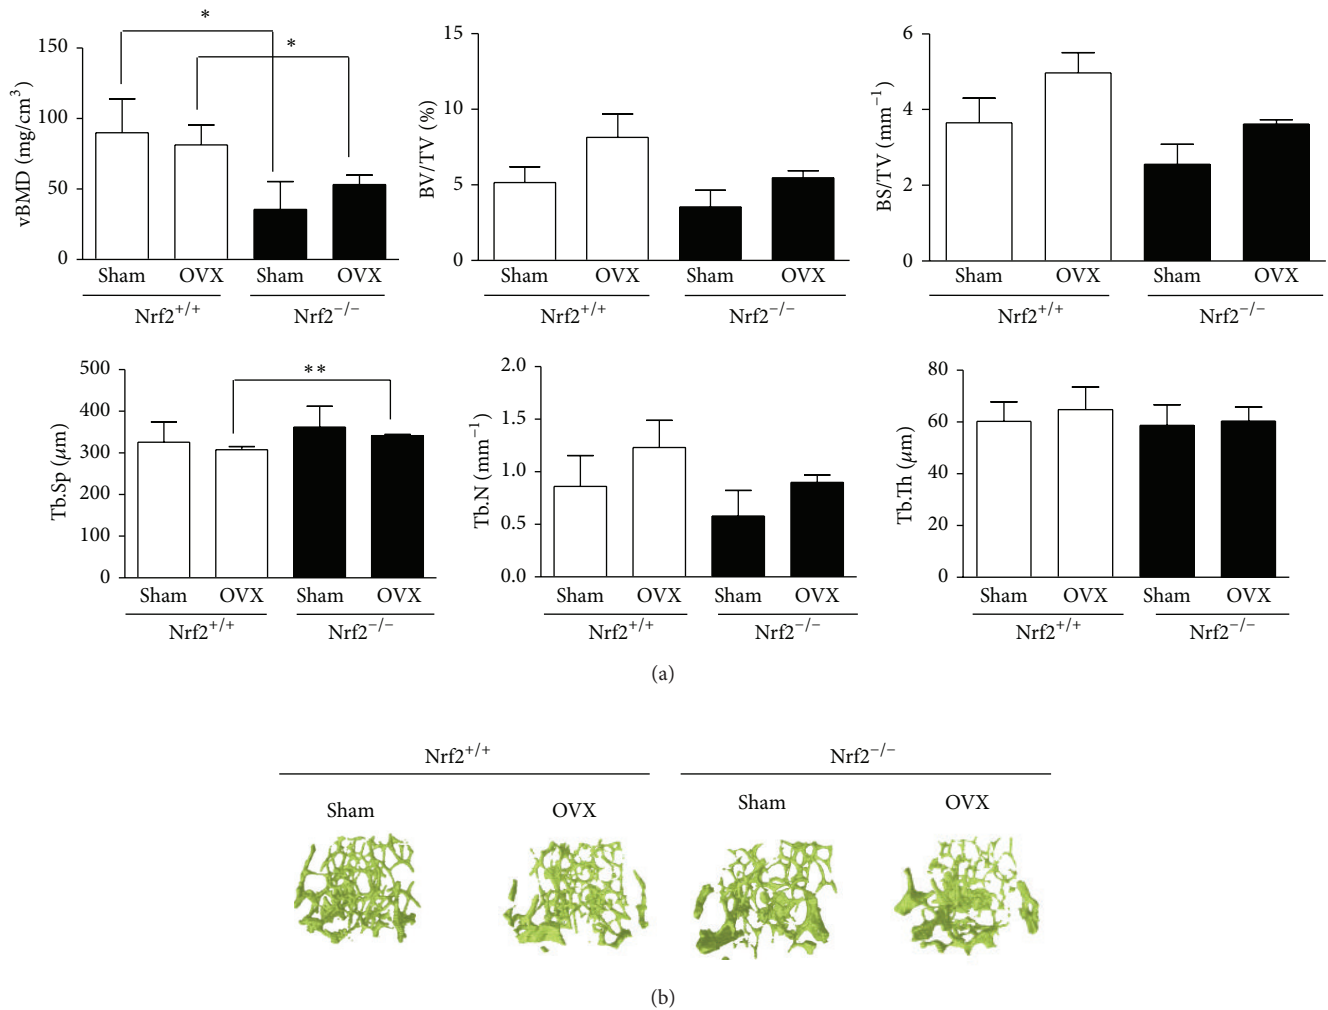 *
*
150
100
50
0
vBMD (mg/cm³)
Sham OVX Sham OVX
Nrf2⁺/⁺ Nrf2⁻/⁻
15
10
5
0
BV/TV (%)
Sham OVX Sham OVX
Nrf2⁺/⁺ Nrf2⁻/⁻
6
4
2
0
BS/TV (mm⁻¹)
Sham OVX Sham OVX
Nrf2⁺/⁺ Nrf2⁻/⁻
**
500
400
300
300
100
0
Tb.Sp (μm)
Sham OVX Sham OVX
Nrf2⁺/⁺ Nrf2⁻/⁻
2.0
1.5
1.0
0.5
0.0
Tb.N (mm⁻¹)
Sham OVX Sham OVX
Nrf2⁺/⁺ Nrf2⁻/⁻
80
60
40
20
0
Tb.Th (μm)
Sham OVX Sham OVX
Nrf2⁺/⁺ Nrf2⁻/⁻
(a)
Nrf2⁺/⁺ Nrf2⁻/⁻
Sham OVX Sham OVX
(b)